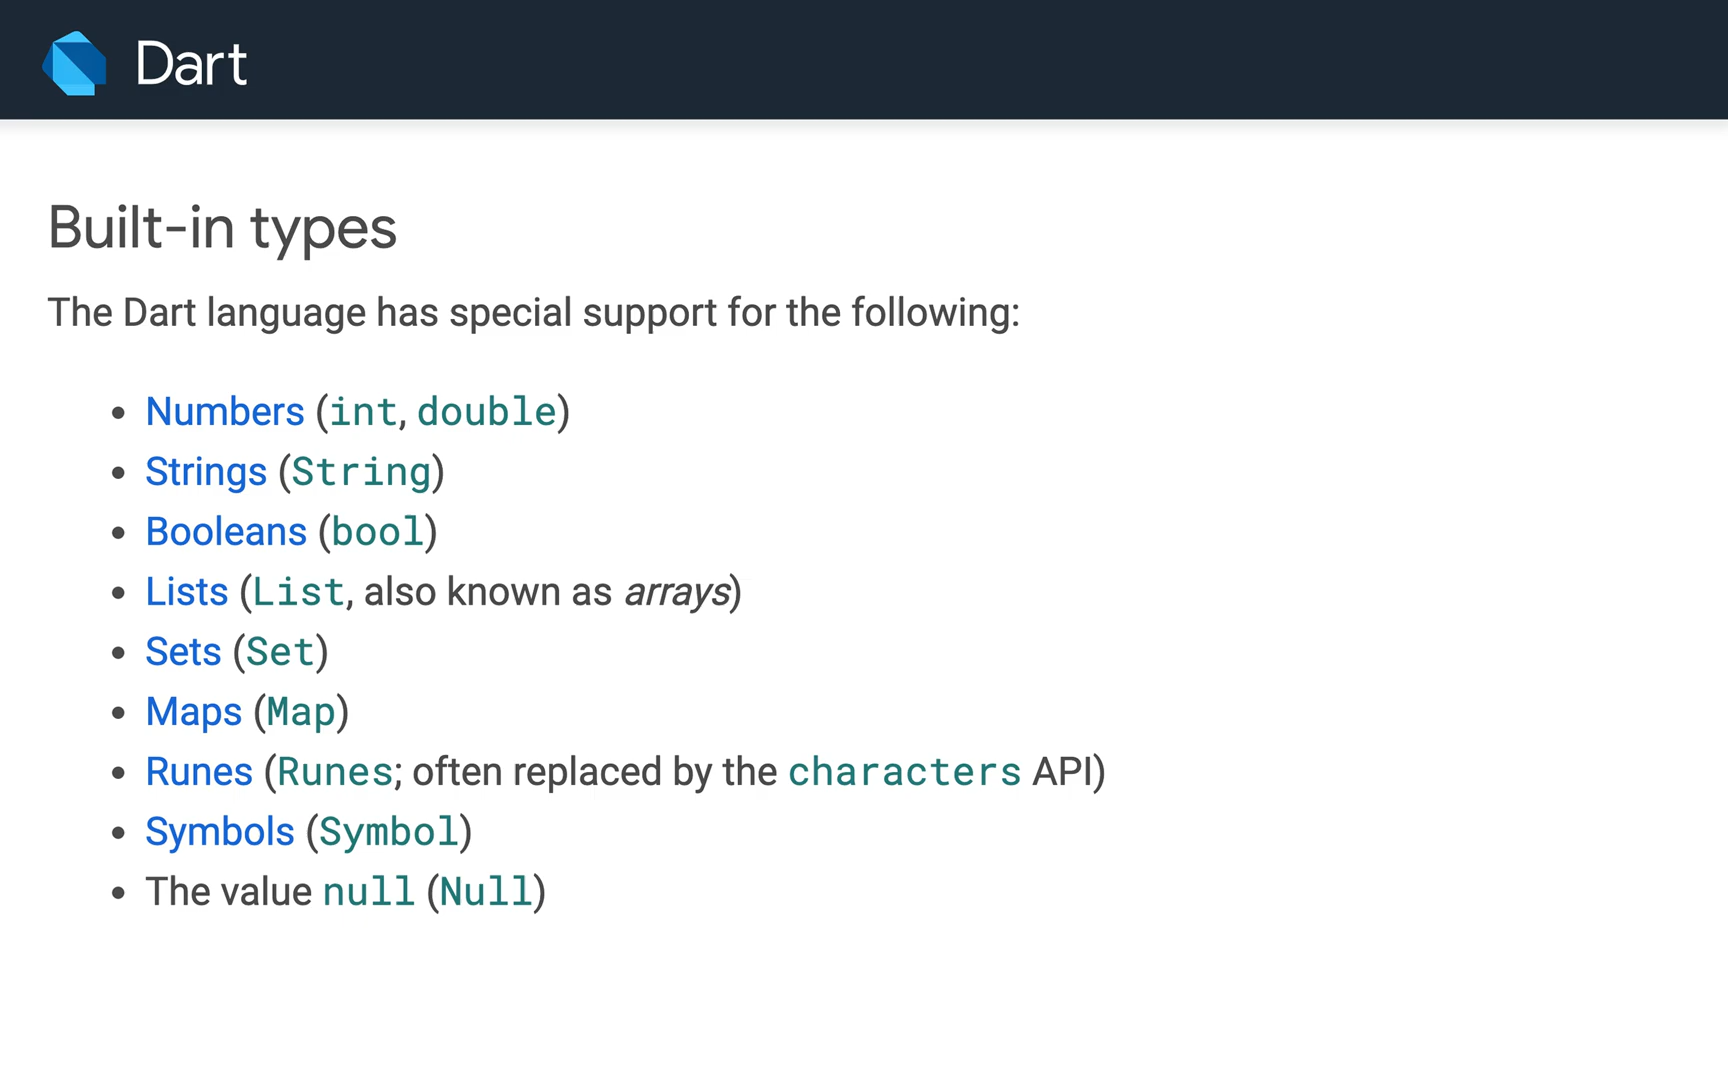 Dart
Built-in types
The Dart language has special support for the following:
• Numbers (int, double)
• Strings (String)
• Booleans (bool)
• Lists (List, also known as arrays)
• Sets (Set)
• Maps (Map)
• Runes (Runes; often replaced by the characters API)
• Symbols (Symbol)
• The value null (Null)